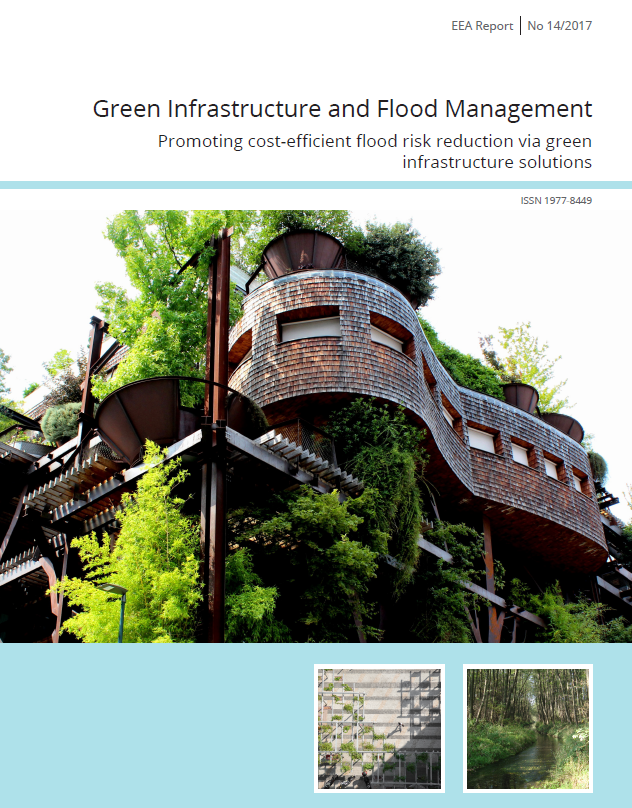 EEA Report | No 14/2017
Green Infrastructure and Flood Management
Promoting cost-efficient flood risk reduction via green
infrastructure solutions
ISSN 1977-8449